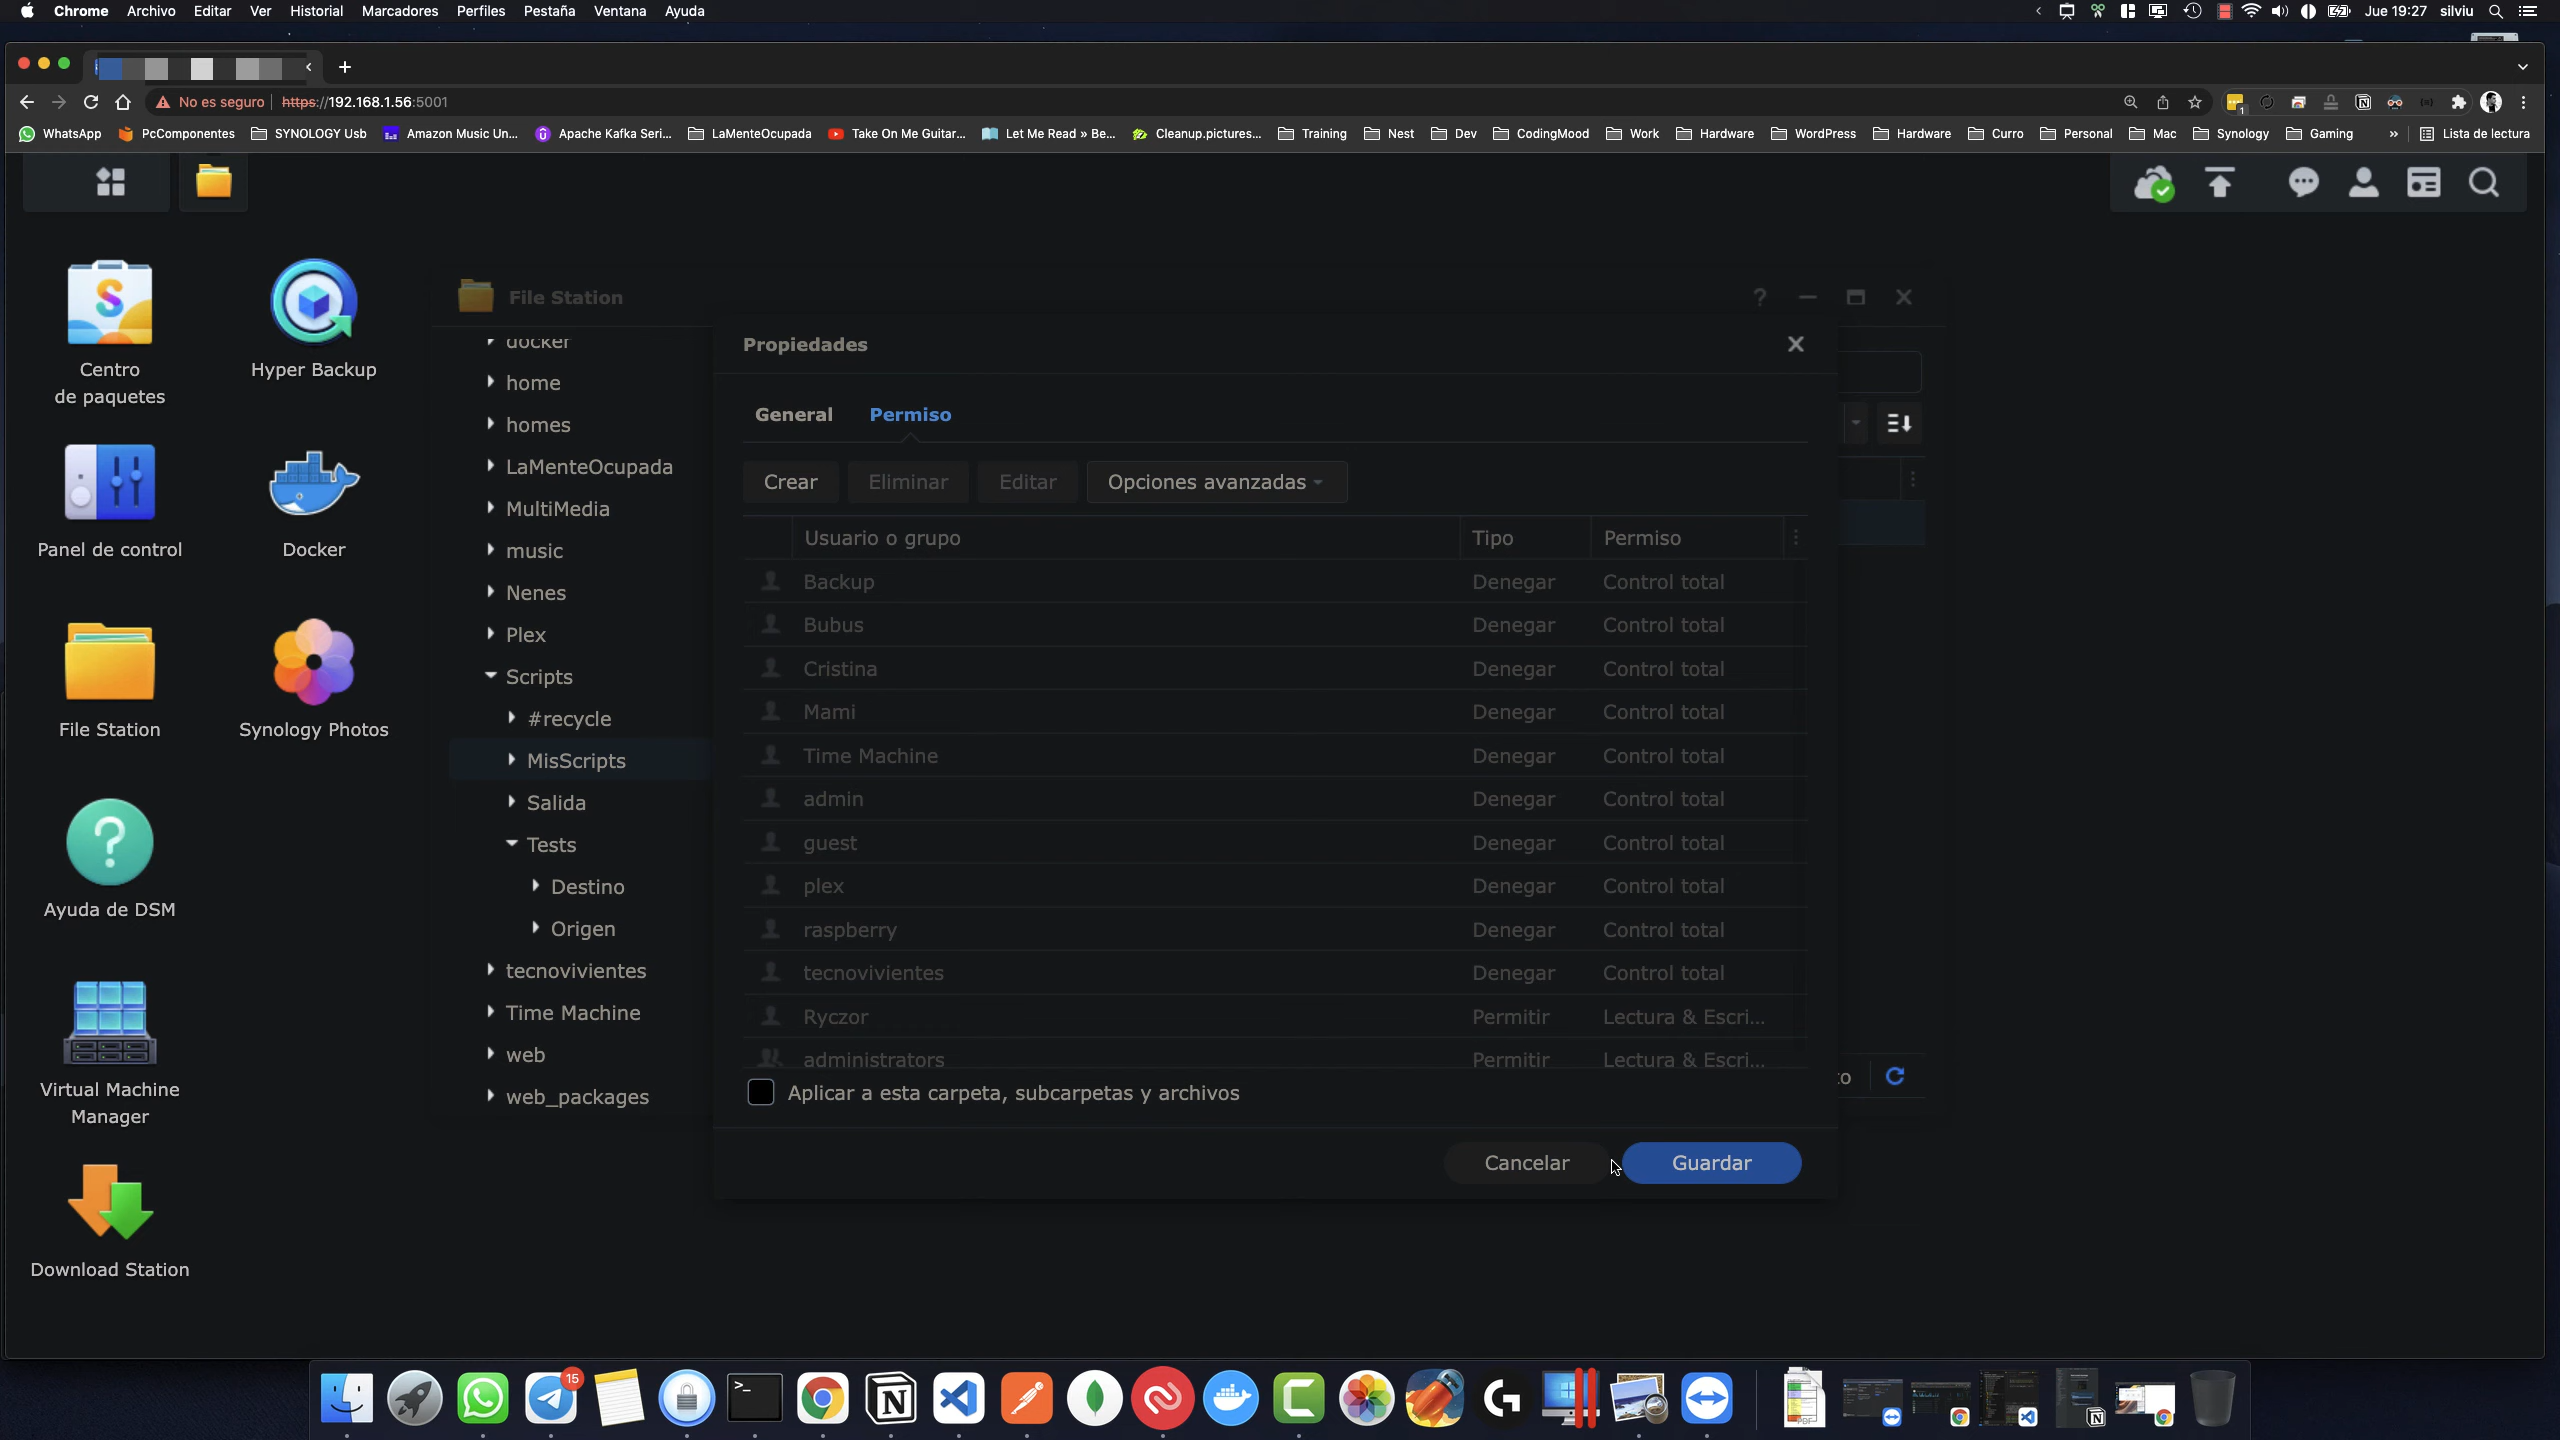 Chrome Archivo Editar Ver Historial Marcadores Perfiles Pestaña Ventana Ayuda
Jue 19:27 silviu
No es seguro https://192.168.1.56:5001
1
WhatsApp PcComponentes SYNOLOGY Usb Amazon Music Un... Apache Kafka Seri... LaMenteOcupada Take On Me Guitar... Let Me Read » Be... Cleanup.pictures... Training Nest Dev CodingMood Work Hardware WordPress Hardware Curro Personal Mac Synology Gaming » Lista de lectura
Centro
de paquetes
Hyper Backup
Panel de control
Docker
File Station
Synology Photos
Ayuda de DSM
Virtual Machine
Manager
Download Station
File Station
docker
home
homes
LaMenteOcupada
MultiMedia
music
Nenes
Plex
Scripts
#recycle
MisScripts
Salida
Tests
Destino
Origen
tecnovivientes
Time Machine
web
web_packages
Propiedades
General Permiso
Crear Eliminar Editar Opciones avanzadas
Usuario o grupo Tipo Permiso
Backup Denegar Control total
Bubus Denegar Control total
Cristina Denegar Control total
Mami Denegar Control total
Time Machine Denegar Control total
admin Denegar Control total
guest Denegar Control total
plex Denegar Control total
raspberry Denegar Control total
tecnovivientes Denegar Control total
Ryczor Permitir Lectura & Escri...
administrators Permitir Lectura & Escri...
Aplicar a esta carpeta, subcarpetas y archivos
Cancelar Guardar
15